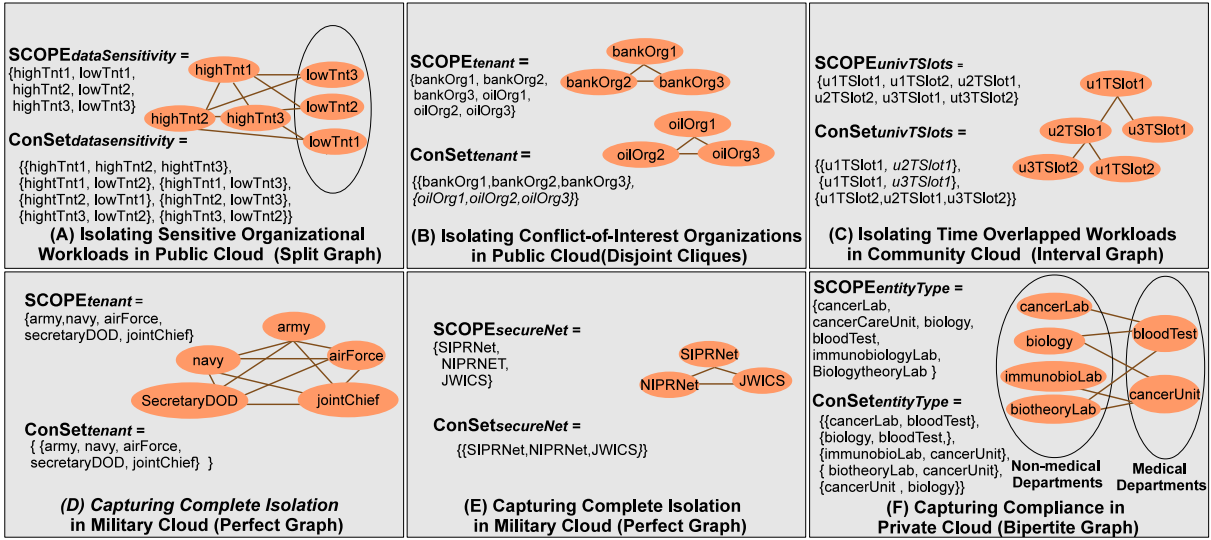 SCOPEdataSensitivity =
{highTnt1, lowTnt1,
highTnt2, lowTnt2,
highTnt3, lowTnt3}
ConSetdatasensitivity =
{{highTnt1, highTnt2, hightTnt3},
{highTnt1, lowTnt2}, {highTnt1, lowTnt3},
{highTnt2, lowTnt1}, {highTnt2, lowTnt3},
{hightTnt3, lowTnt2}, {highTnt3, lowTnt2}}
highTnt1
highTnt2
highTnt3
lowTnt3
lowTnt2
lowTnt1
(A) Isolating Sensitive Organizational
Workloads in Public Cloud (Split Graph)
SCOPEtenant =
{bankOrg1, bankOrg2,
bankOrg3, oilOrg1,
oilOrg2, oilOrg3}
ConSettenant =
{{bankOrg1,bankOrg2,bankOrg3},
{oilOrg1,oilOrg2,oilOrg3}}
bankOrg1
bankOrg2
bankOrg3
oilOrg1
oilOrg2
oilOrg3
(B) Isolating Conflict-of-Interest Organizations
in Public Cloud(Disjoint Cliques)
SCOPEunivTSlots =
{u1TSlot1, u1TSlot2, u2TSlot1,
u2TSlot2, u3TSlot1, ut3TSlot2}
ConSetunivTSlots =
{{u1TSlot1, u2TSlot1},
{u1TSlot1, u3TSlot1},
{u1TSlot2,u2TSlot1,u3TSlot2}}
u1TSlot1
u2TSlo1
u3TSlot1
u3TSlot2
u1TSlot2
(C) Isolating Time Overlapped Workloads
in Community Cloud (Interval Graph)
SCOPEtenant =
{army,navy, airForce,
secretaryDOD, jointChief}
ConSettenant =
{ {army, navy, airForce,
secretaryDOD, jointChief} }
army
navy
airForce
SecretaryDOD
jointChief
(D) Capturing Complete Isolation
in Military Cloud (Perfect Graph)
SCOPEsecureNet =
{SIPRNet,
NIPRNET,
JWICS}
ConSetsecureNet =
{{SIPRNet,NIPRNet,JWICS}}
SIPRNet
NIPRNet
JWICS
(E) Capturing Complete Isolation
in Military Cloud (Perfect Graph)
SCOPEentityType =
{cancerLab,
cancerCareUnit, biology,
bloodTest,
immunobiologyLab,
BiologytheoryLab }
ConSetentityType =
{{cancerLab, bloodTest},
{biology, bloodTest,},
{immunobioLab, cancerUnit},
{ biotheoryLab, cancerUnit},
{cancerUnit , biology}}
cancerLab
biology
immunobioLab
biotheoryLab
bloodTest
cancerUnit
Non-medical
Departments
Medical
Departments
(F) Capturing Compliance in
Private Cloud (Bipertite Graph)